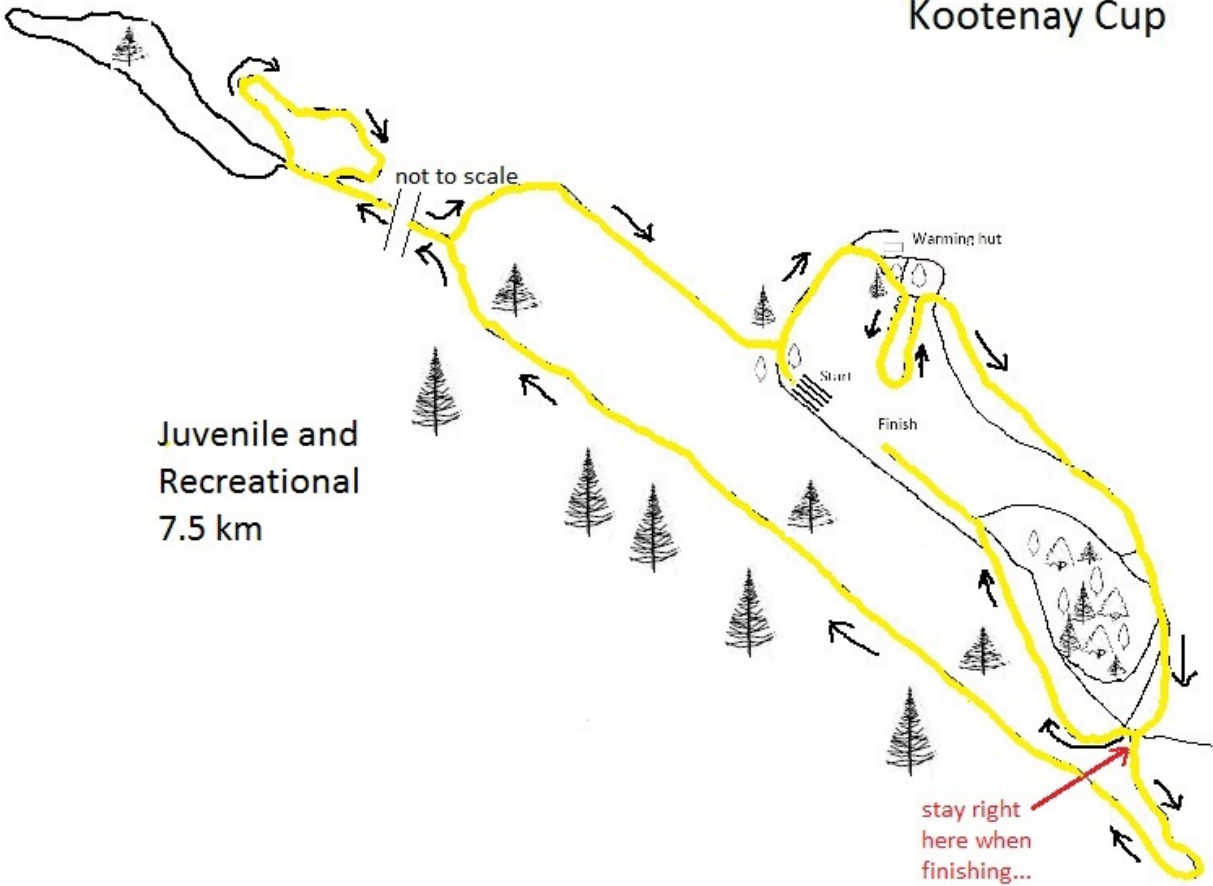 Kootenay Cup
not to scale
Warming hut
Start
Finish
Juvenile and
Recreational
7.5 km
stay right
here when
finishing...